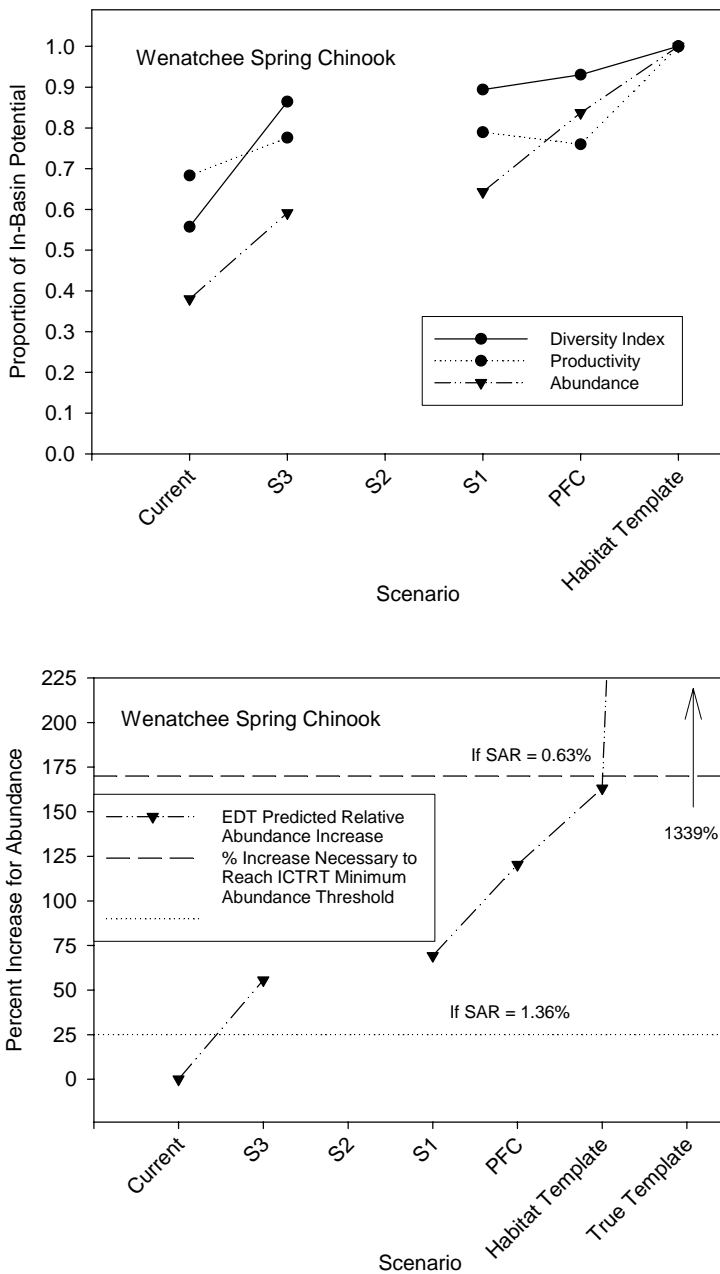 Wenatchee Spring Chinook
Proportion of In-Basin Potential
1.0
0.9
0.8
0.7
0.6
0.5
0.4
0.3
0.2
0.1
0.0
Diversity Index
Productivity
Abundance
Current
S3
S2
S1
PFC
Habitat Template
Scenario
Wenatchee Spring Chinook
Percent Increase for Abundance
225
200
175
150
125
100
75
50
25
0
If SAR = 0.63%
EDT Predicted Relative
Abundance Increase
% Increase Necessary to
Reach ICTRT Minimum
Abundance Threshold
1339%
If SAR = 1.36%
Current
S3
S2
S1
PFC
Habitat Template
True Template
Scenario